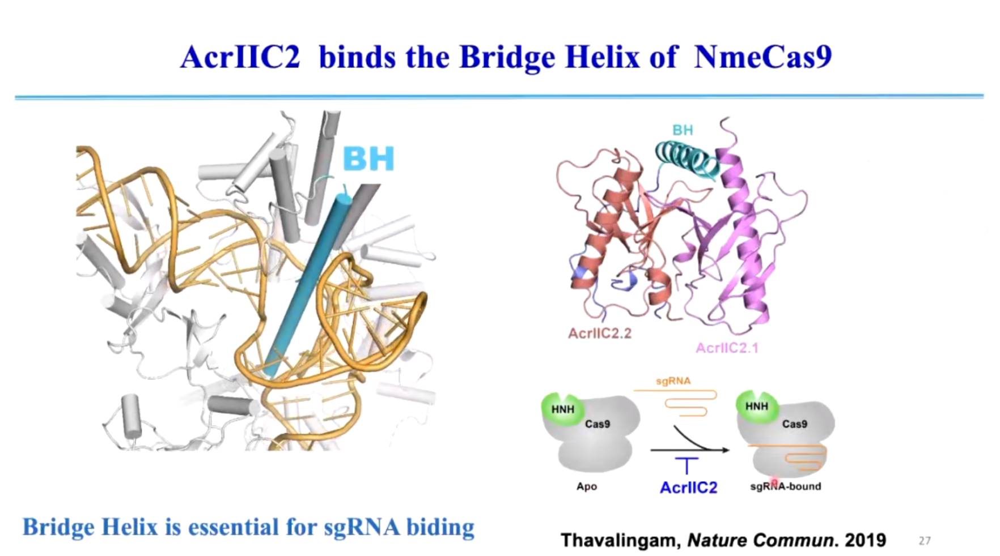 AcrIIC2 binds the Bridge Helix of NmeCas9
BH
BH
AcrIIC2.2
AcrIIC2.1
sgRNA
HNH
Cas9
HNH
Cas9
Apo
AcrIIC2
sgRNA-bound
Bridge Helix is essential for sgRNA biding
Thavalingam, Nature Commun. 2019
27